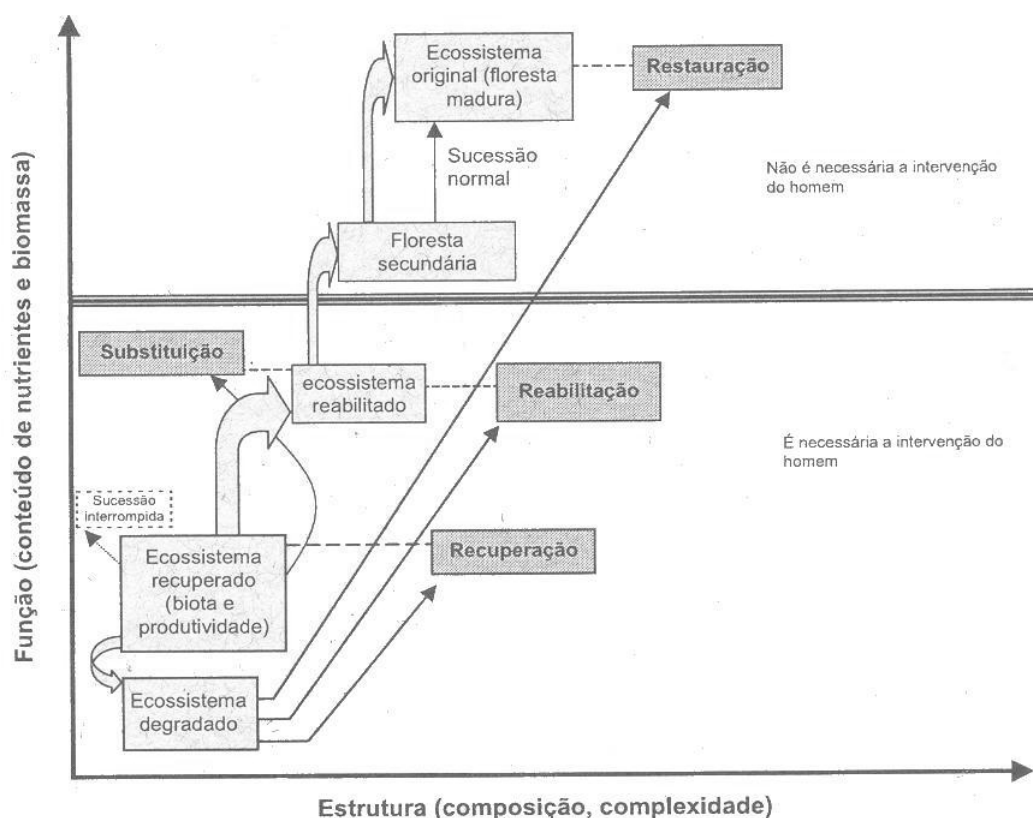 Ecossistema
original (floresta
madura)
Restauração
Sucessão
normal
Não é necessária a intervenção
do homem
Floresta
secundária
Substituição
ecossistema
reabilitado
Reabilitação
É necessária a intervenção do
homem
Sucessão
interrompida
Ecossistema
recuperado
(biota e
produtividade)
Recuperação
Ecossistema
degradado
Função (conteúdo de nutrientes e biomassa)
Estrutura (composição, complexidade)